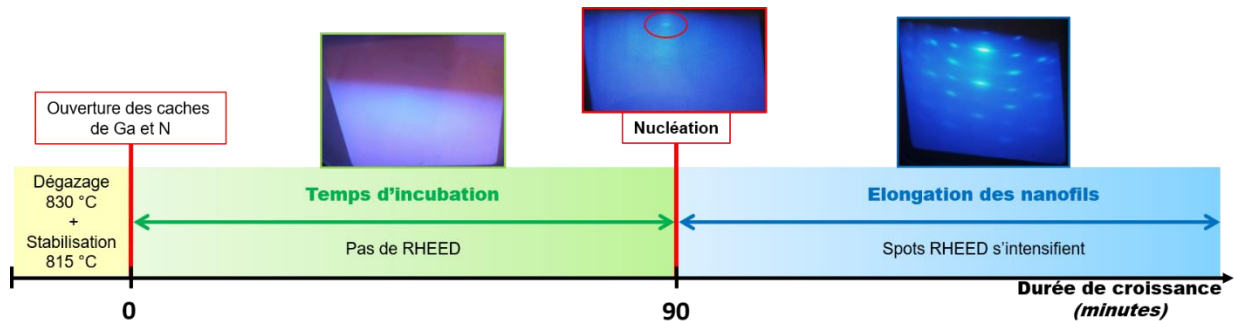 Ouverture des caches
de Ga et N
Nucléation
Dégazage
830 °C
+
Stabilisation
815 °C
Temps d'incubation
Pas de RHEED
Elongation des nanofils
Spots RHEED s'intensifient
0
90
Durée de croissance
(minutes)